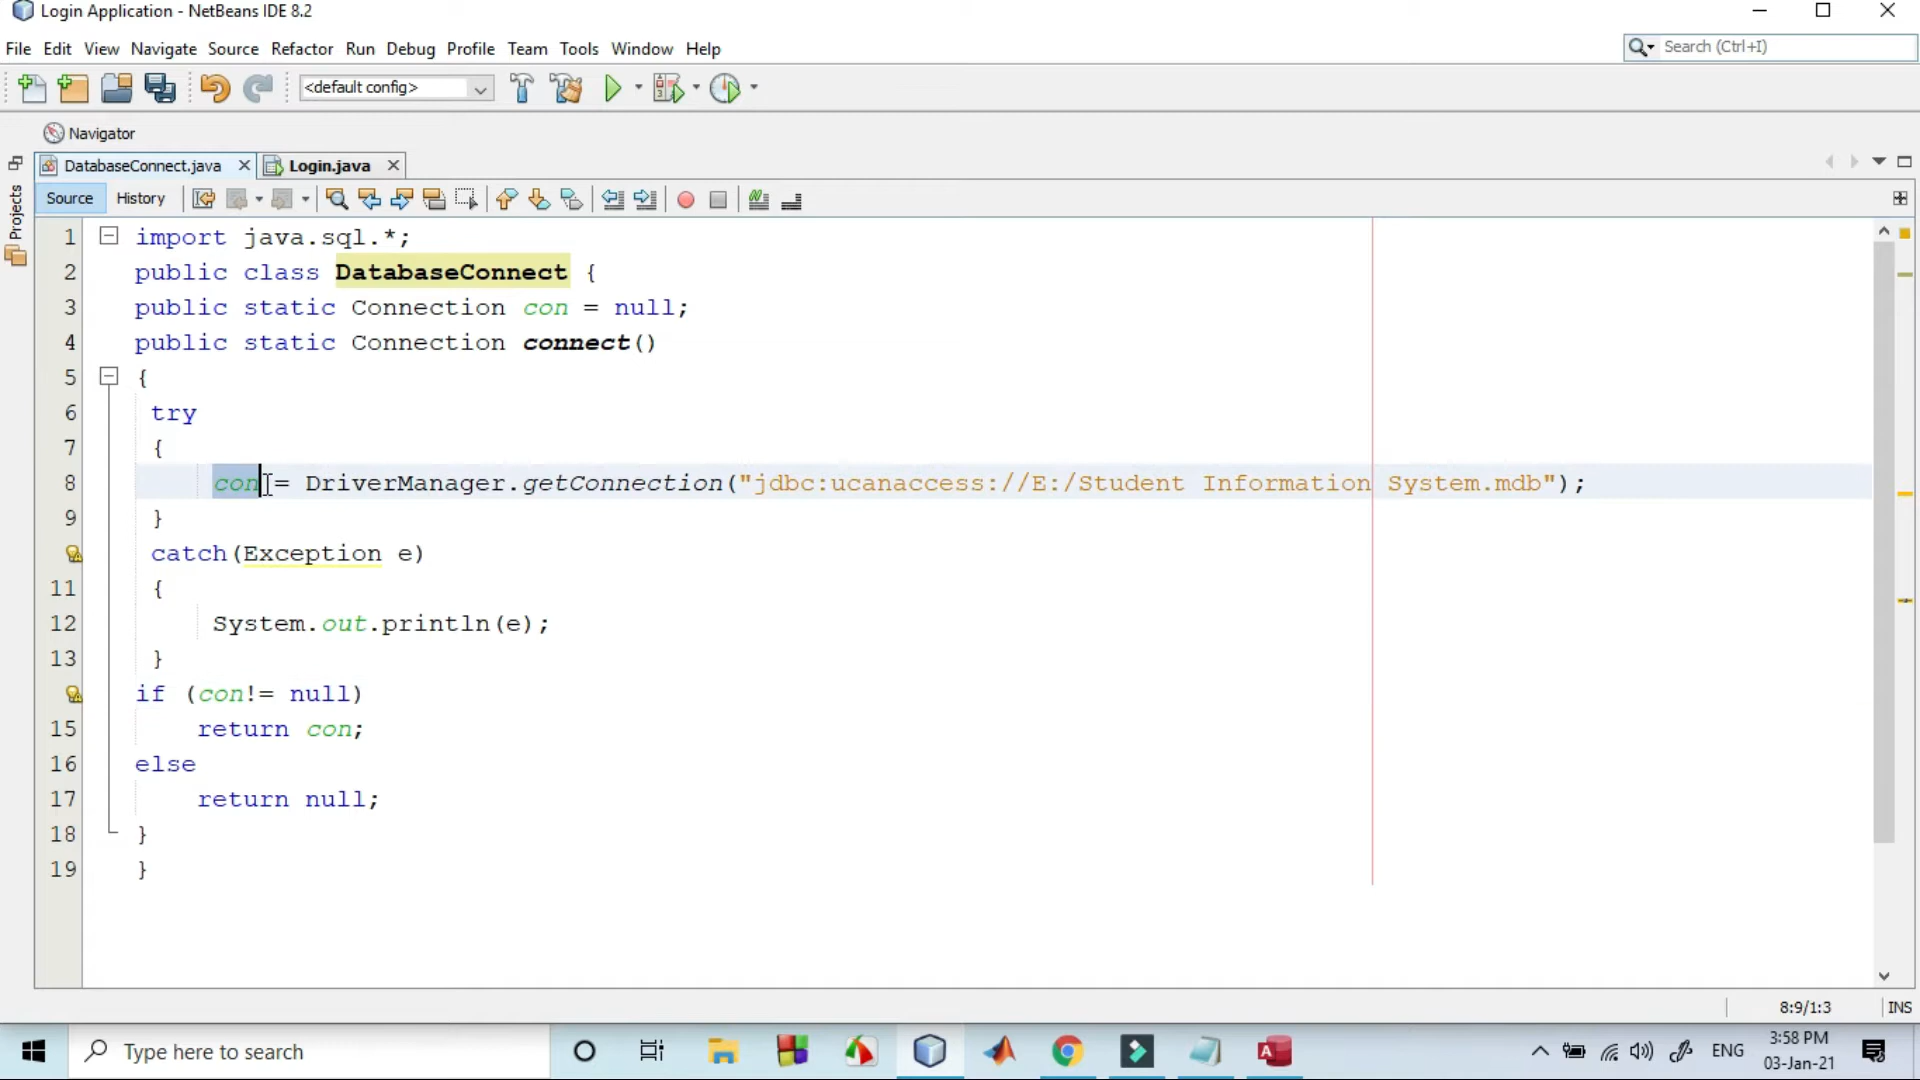 Login Application - NetBeans IDE 8.2
File Edit View Navigate Source Refactor Run Debug Profile Team Tools Window Help
Search (Ctrl+I)
<default config>
Navigator
DatabaseConnect.java
Login.java
Projects
Source History
1 import java.sql.*;
2 public class DatabaseConnect {
3 public static Connection con = null;
4 public static Connection connect()
5 {
6 try
7 {
8 con = DriverManager.getConnection("jdbc:ucanaccess://E:/Student Information System.mdb");
9 }
catch(Exception e)
11 {
12 System.out.println(e);
13 }
if (con!= null)
15 return con;
16 else
17 return null;
18 }
19 }
8:9/1:3 INS
Type here to search
ENG
3:58 PM
03-Jan-21